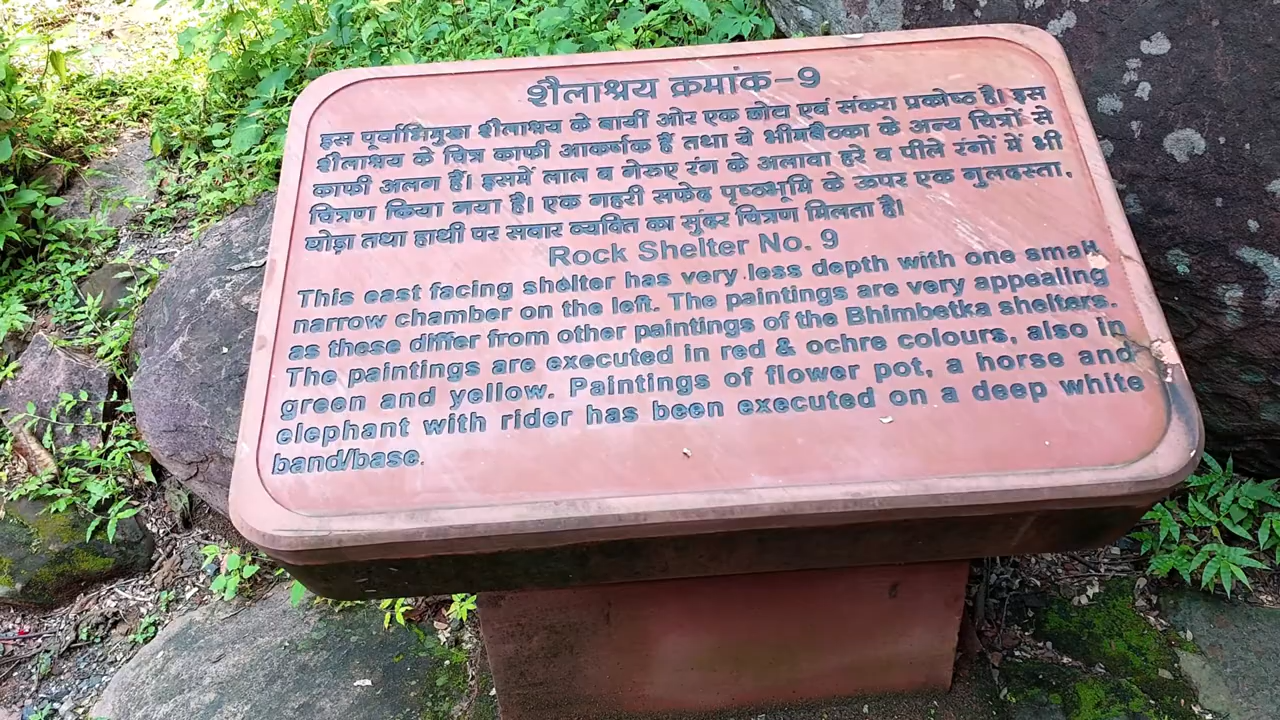 शैलाश्रय क्रमांक-9
इस पूर्वाभिमुख शैलाश्रय के बायीं ओर एक छोटा एवं संकरा प्रकोष्ठ है। इस
शैलाश्रय के चित्र काफी आकर्षक हैं तथा ये भीमबैठका के अन्य चित्रों से
काफी अलग हैं। इसमें लाल व गेरुए रंग के अलावा हरे व पीले रंगों में भी
चित्रण किया गया है। एक गहरी सफेद पृष्ठभूमि के ऊपर एक गुलदस्ता,
घोड़ा तथा हाथी पर सवार व्यक्ति का सुंदर चित्रण मिलता है।
Rock Shelter No. 9
This east facing shelter has very less depth with one small
narrow chamber on the left. The paintings are very appealing
as these differ from other paintings of the Bhimbetka shelters.
The paintings are executed in red & ochre colours, also in
green and yellow. Paintings of flower pot, a horse and
elephant with rider has been executed on a deep white
band/base.